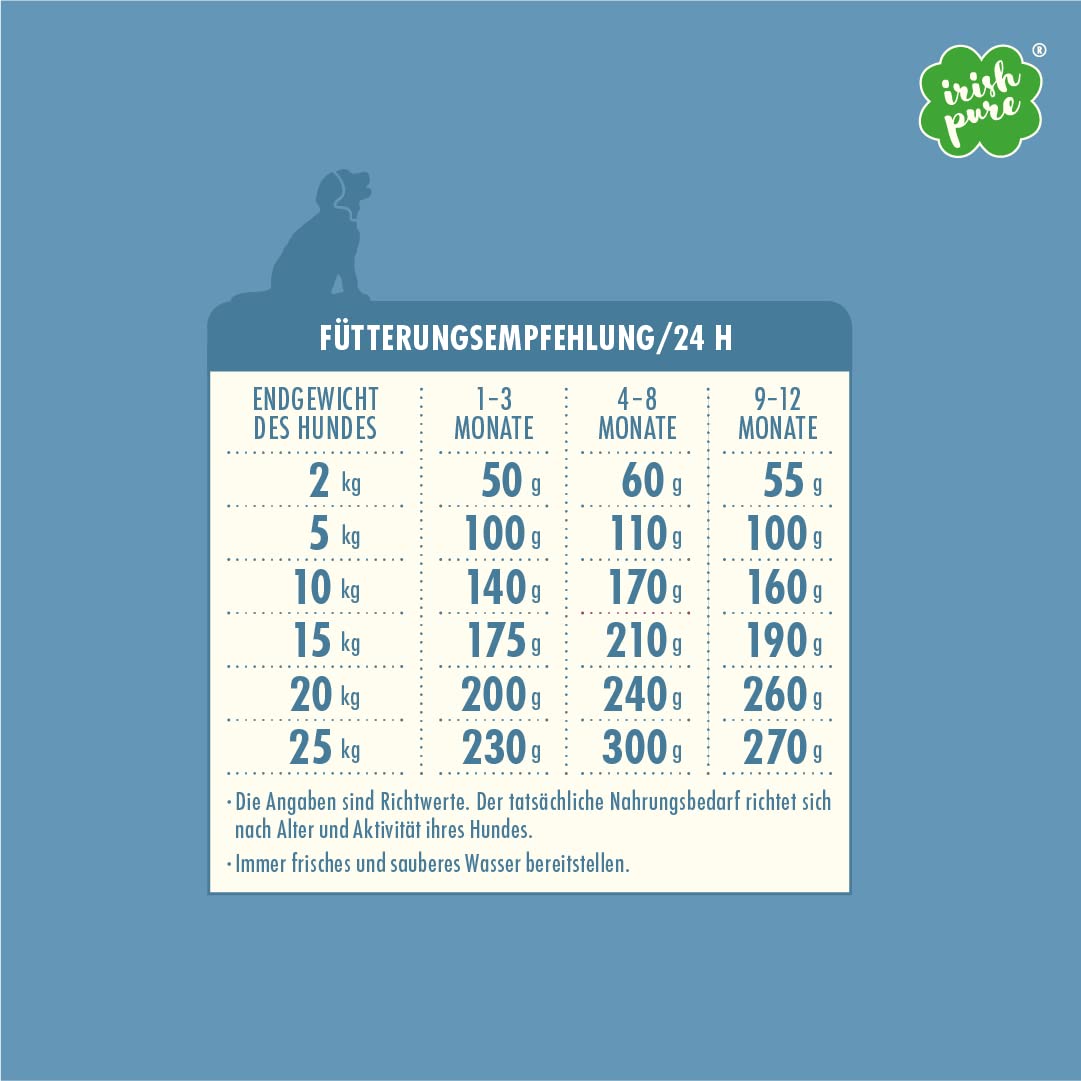 irish
pure
®
FÜTTERUNGSEMPFEHLUNG/24 H
ENDGEWICHT DES HUNDES 1–3 MONATE 4–8 MONATE 9–12 MONATE
2 kg 50 g 60 g 55 g
5 kg 100 g 110 g 100 g
10 kg 140 g 170 g 160 g
15 kg 175 g 210 g 190 g
20 kg 200 g 240 g 260 g
25 kg 230 g 300 g 270 g
· Die Angaben sind Richtwerte. Der tatsächliche Nahrungsbedarf richtet sich
nach Alter und Aktivität ihres Hundes.
· Immer frisches und sauberes Wasser bereitstellen.